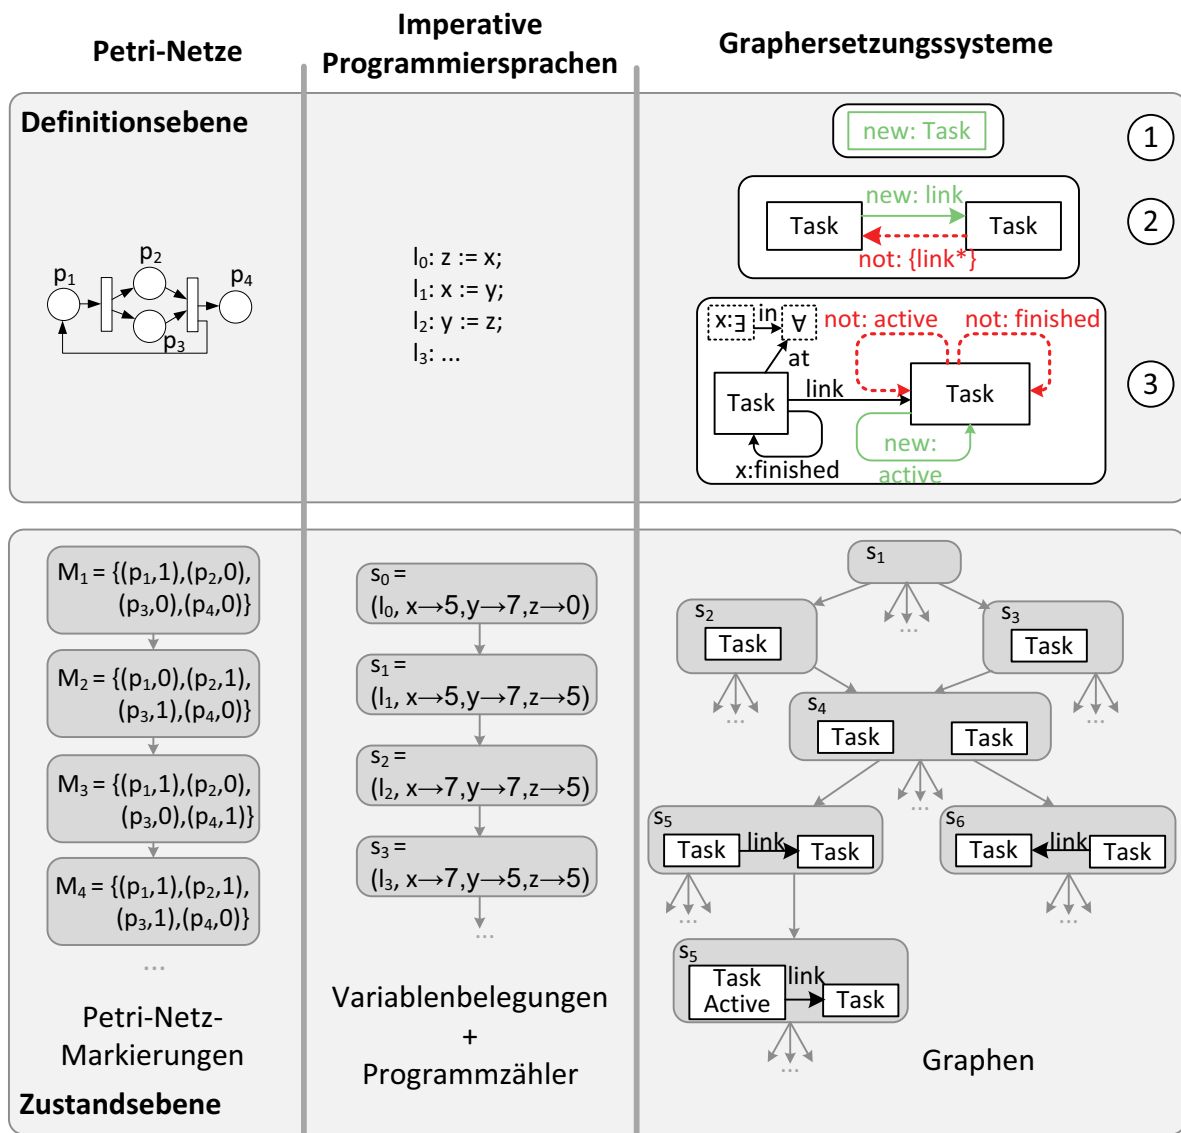 Petri-Netze
Imperative
Programmiersprachen
Graphersetzungssysteme
Definitionsebene
p₁
p₂
p₃
p₄
l₀: z := x;
l₁: x := y;
l₂: y := z;
l₃: ...
new: Task
1
new: link
Task
Task
not: {link*}
2
∃:x
in
∀
at
not: active
not: finished
Task
link
Task
x:finished
new:
active
3
M₁ = {(p₁,1),(p₂,0),
(p₃,0),(p₄,0)}
M₂ = {(p₁,0),(p₂,1),
(p₃,1),(p₄,0)}
M₃ = {(p₁,1),(p₂,0),
(p₃,0),(p₄,1)}
M₄ = {(p₁,1),(p₂,1),
(p₃,1),(p₄,0)}
...
Petri-Netz-
Markierungen
s₀ =
(l₀, x→5,y→7,z→0)
s₁ =
(l₁, x→5,y→7,z→5)
s₂ =
(l₂, x→7,y→7,z→5)
s₃ =
(l₃, x→7,y→5,z→5)
...
Variablenbelegungen
+
Programmzähler
s₁
...
s₂
Task
...
s₃
Task
...
s₄
Task
Task
...
s₅
Task
link
Task
...
s₆
Task
link
Task
...
s₅
Task
Active
link
Task
...
Graphen
Zustandsebene